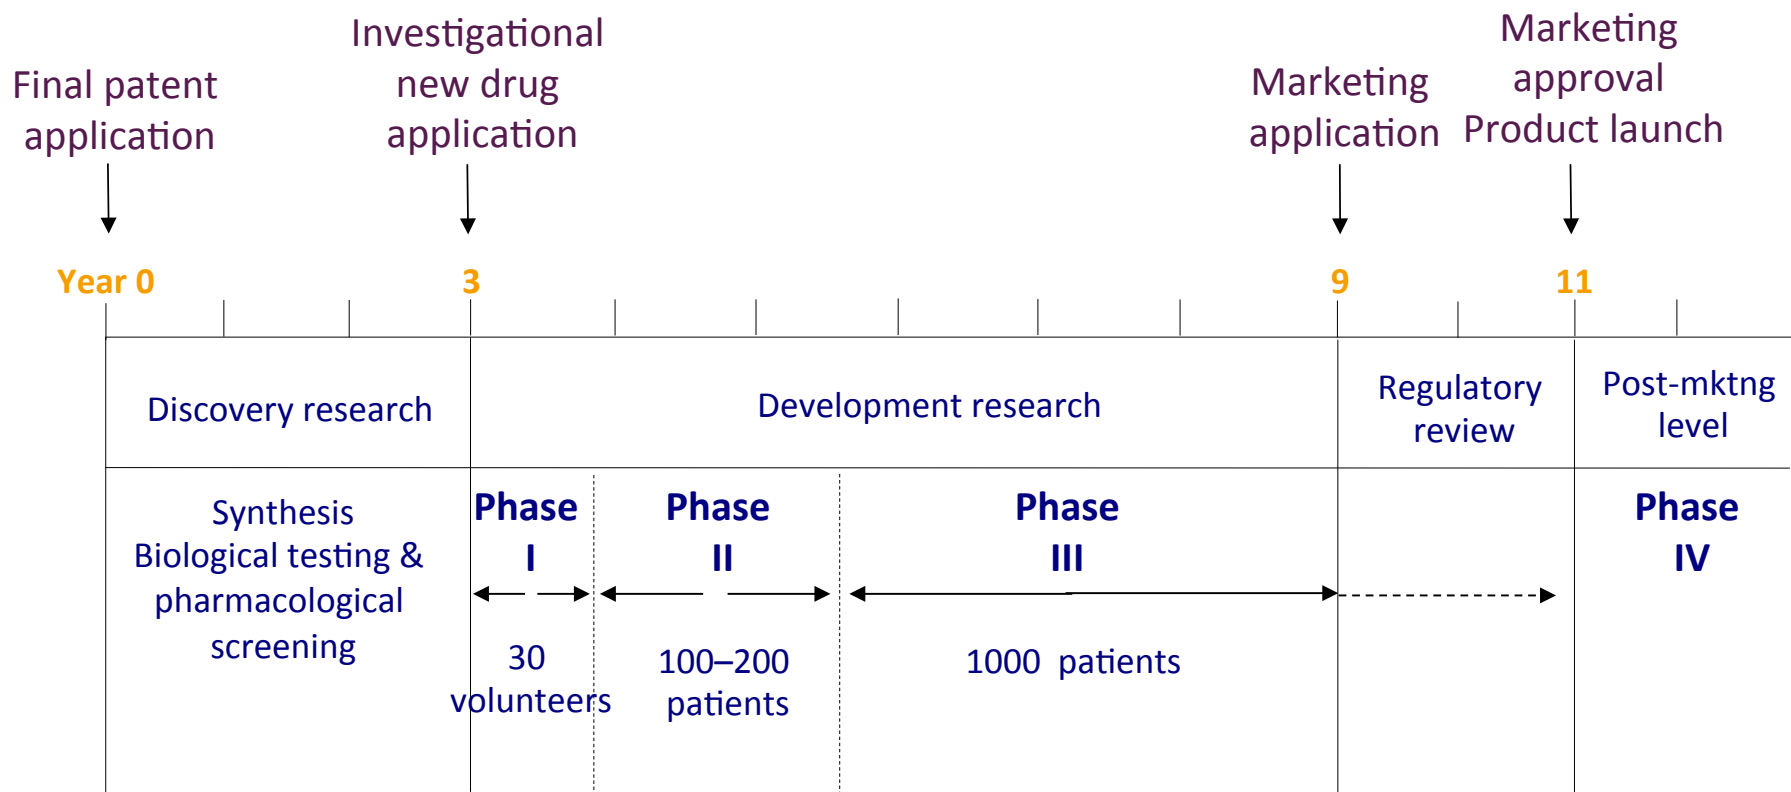 Final patent
application
Investigational
new drug
application
Marketing
application
Marketing
approval
Product launch
Year 0
3
9
11
Discovery research
Development research
Regulatory
review
Post-mktng
level
Synthesis
Biological testing &
pharmacological
screening
Phase
I
30
volunteers
Phase
II
100–200
patients
Phase
III
1000 patients
Phase
IV